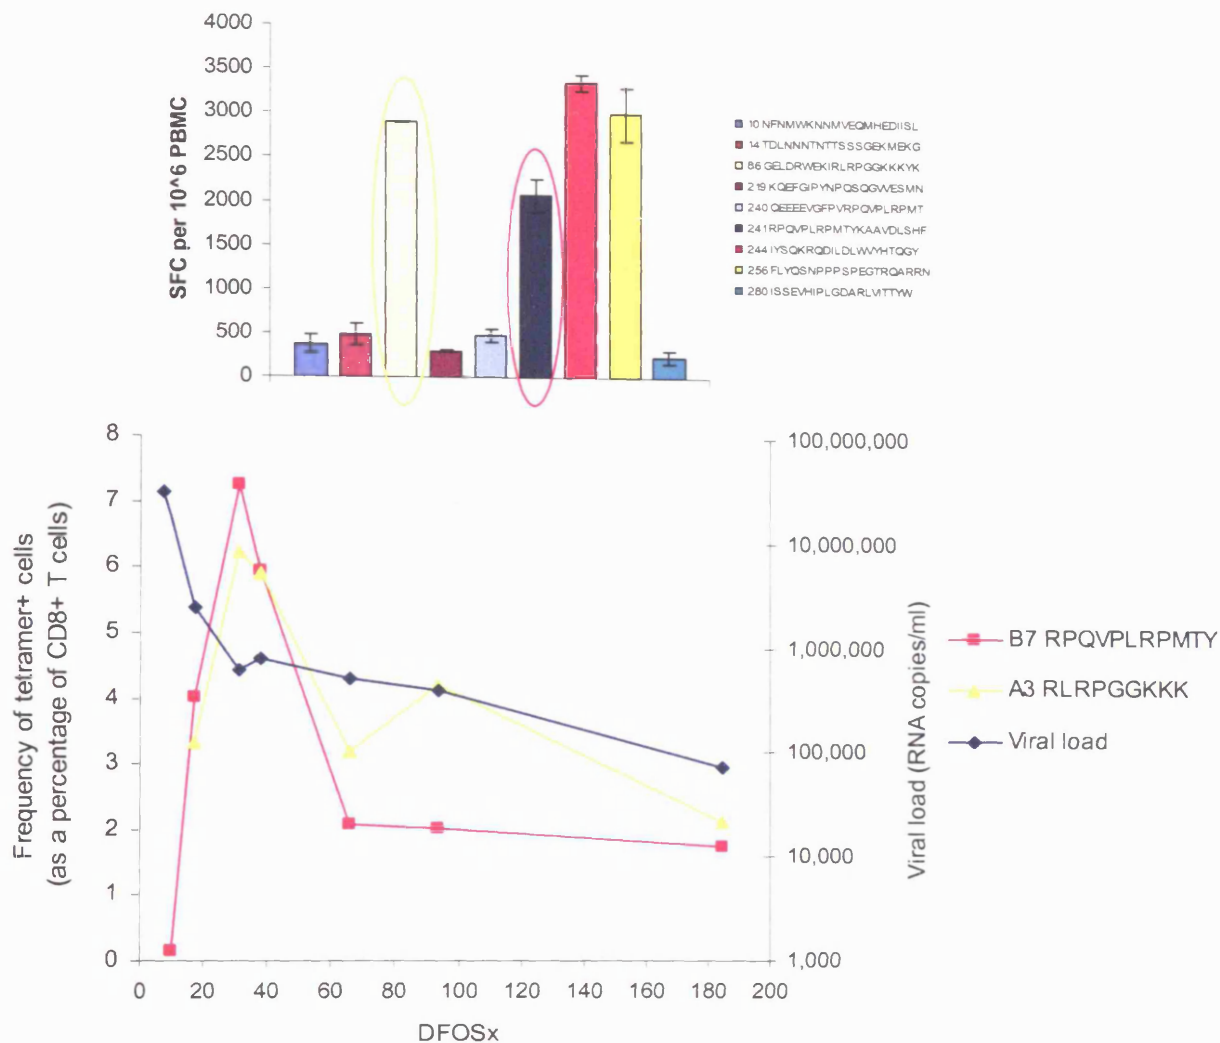 4000
3500
3000
2500
2000
1500
1000
500
0
SFC per 10^6 PBMC
10 NFNMWKNNMVEQMHEDIISL
14 TDLNNNTNTTSSSGEKMEKG
86 GELDRWEKIRLRPGGKKKYK
219 KQEFGIPYNPQSQGVVESMN
240 QEEEEVGFPVRPQVPLRPMT
241 RPQVPLRPMTYKAAVDLSHF
244 IYSQKRQDILDLWVYHTQGY
256 FLYQSNPPPSPEGTRQARRN
280 ISSEVHIPLGDARLVITTYW
8
7
6
5
4
3
2
1
0
Frequency of tetramer+ cells
(as a percentage of CD8+ T cells)
100,000,000
10,000,000
1,000,000
100,000
10,000
1,000
Viral load (RNA copies/ml)
B7 RPQVPLRPMTY
A3 RLRPGGKKK
Viral load
0 20 40 60 80 100 120 140 160 180 200
DFOSx